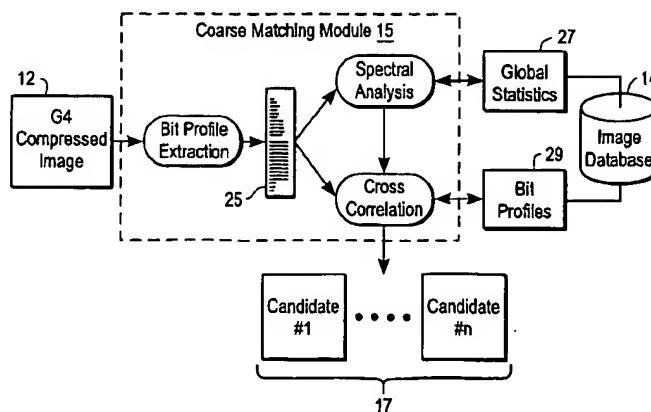 Coarse Matching Module 15
12
G4
Compressed
Image
Bit Profile
Extraction
25
Spectral
Analysis
Cross
Correlation
27
Global
Statistics
29
Bit
Profiles
14
Image
Database
Candidate
#1
Candidate
#n
17